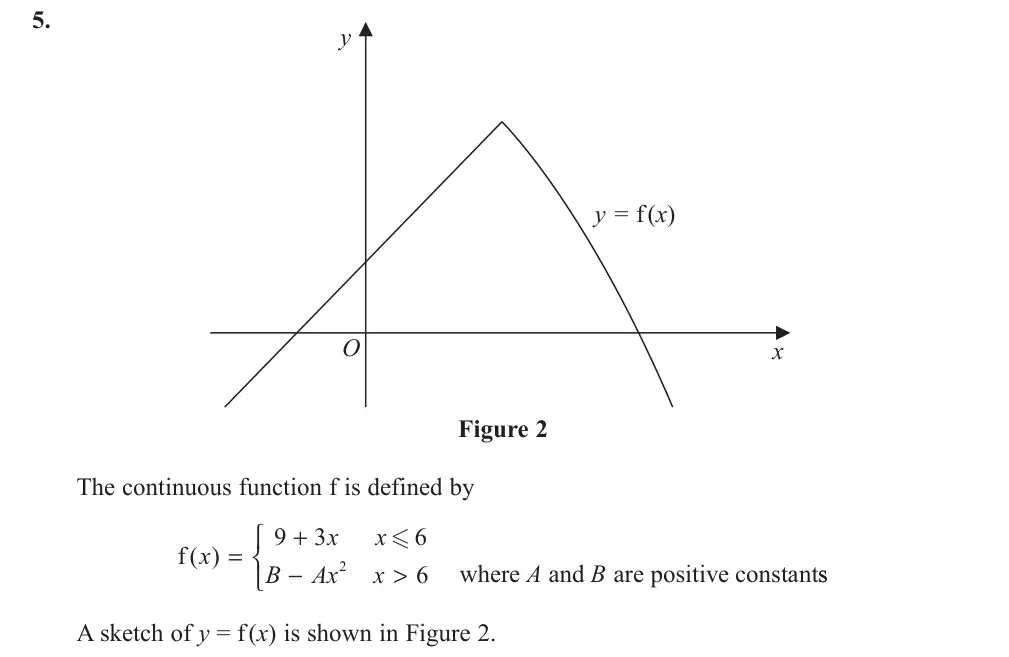 5.
y
y = f(x)
O
x
Figure 2
The continuous function f is defined by
f(x) = { 9 + 3x x ⩽ 6
B − Ax² x > 6 where A and B are positive constants
A sketch of y = f(x) is shown in Figure 2.